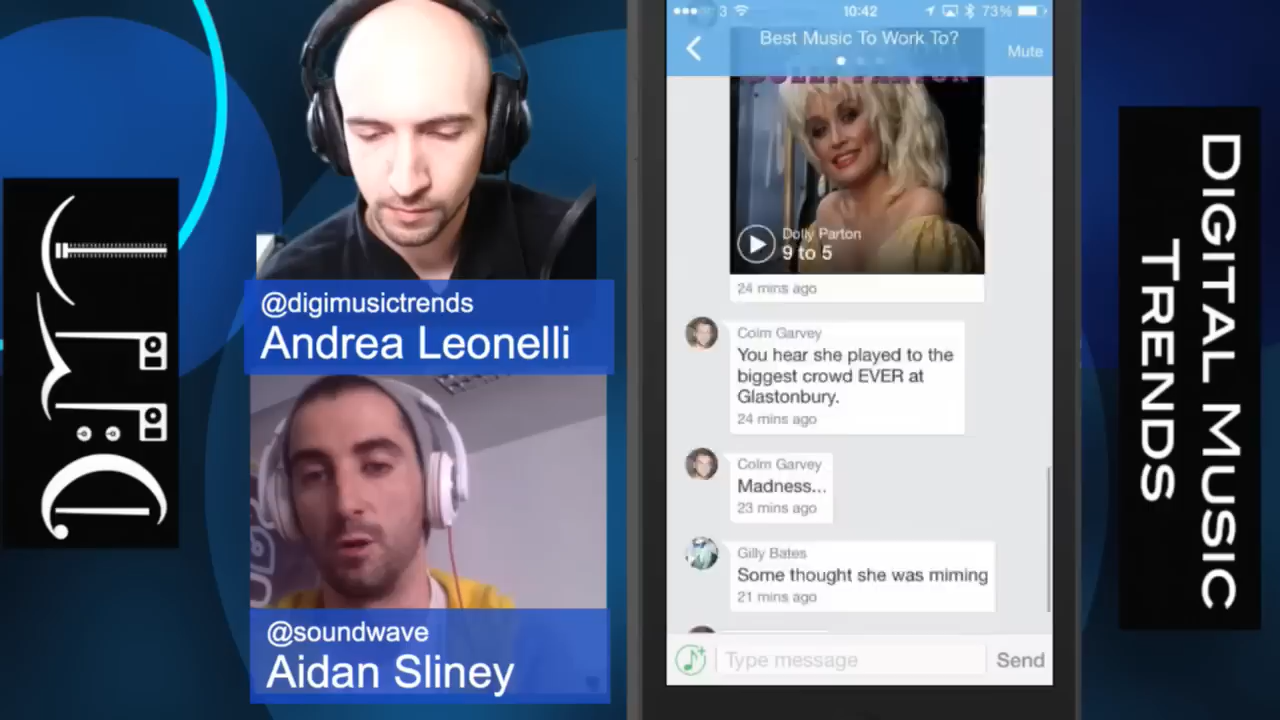 @digimusictrends
Andrea Leonelli
@soundwave
Aidan Sliney
3
10:42
73%
Best Music To Work To?
Mute
Dolly Parton
9 to 5
24 mins ago
Colm Garvey
You hear she played to the
biggest crowd EVER at
Glastonbury.
24 mins ago
Colm Garvey
Madness...
23 mins ago
Gilly Bates
Some thought she was miming
21 mins ago
Type message
Send
DIGITAL MUSIC
TRENDS